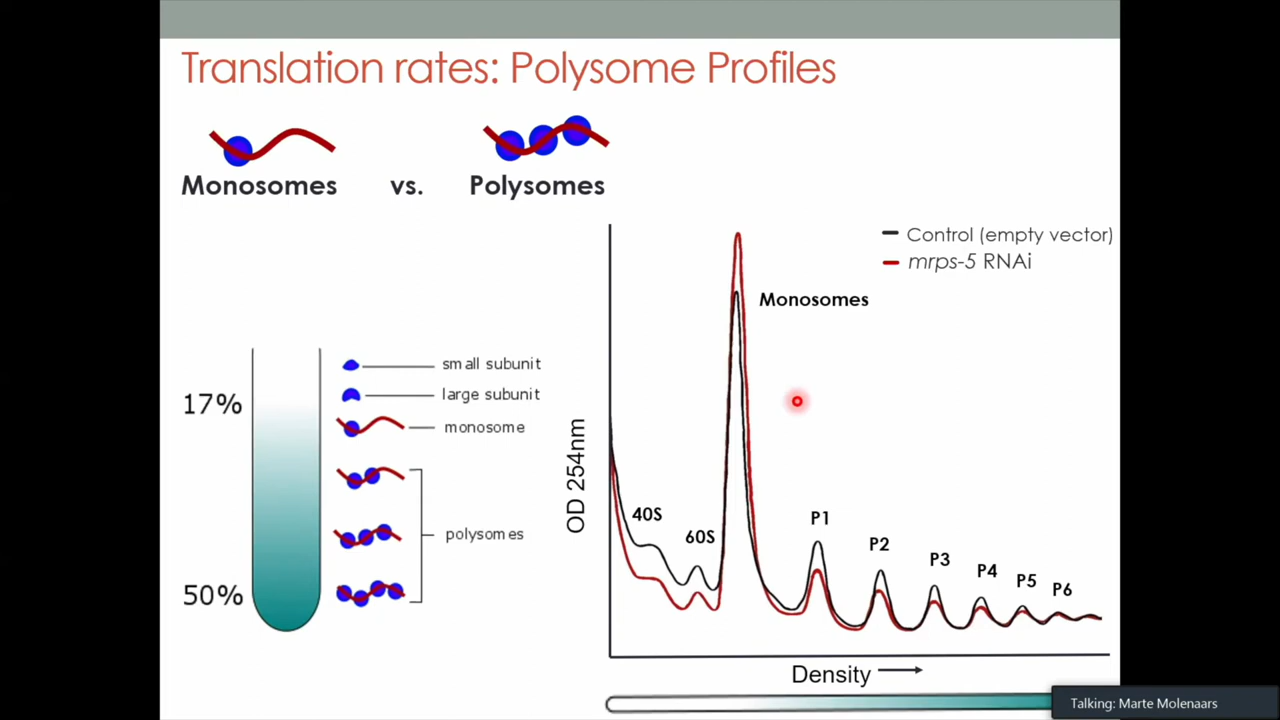 Translation rates: Polysome Profiles
Monosomes vs. Polysomes
Control (empty vector)
mrps-5 RNAi
Monosomes
small subunit
large subunit
17%
monosome
polysomes
50%
OD 254nm
40S
60S
P1
P2
P3
P4
P5
P6
Density
Talking: Marte Molenaars